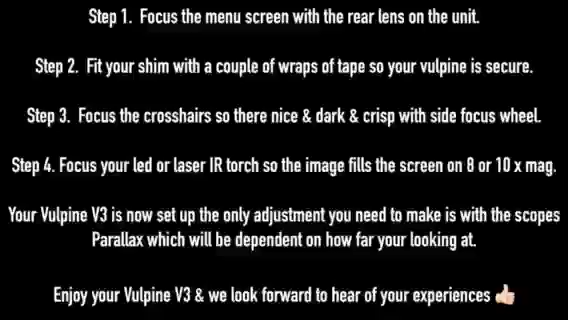 Step 1. Focus the menu screen with the rear lens on the unit.
Step 2. Fit your shim with a couple of wraps of tape so your vulpine is secure.
Step 3. Focus the crosshairs so there nice & dark & crisp with side focus wheel.
Step 4. Focus your led or laser IR torch so the image fills the screen on 8 or 10 x mag.
Your Vulpine V3 is now set up the only adjustment you need to make is with the scopes
Parallax which will be dependent on how far your looking at.
Enjoy your Vulpine V3 & we look forward to hear of your experiences 👍🏻